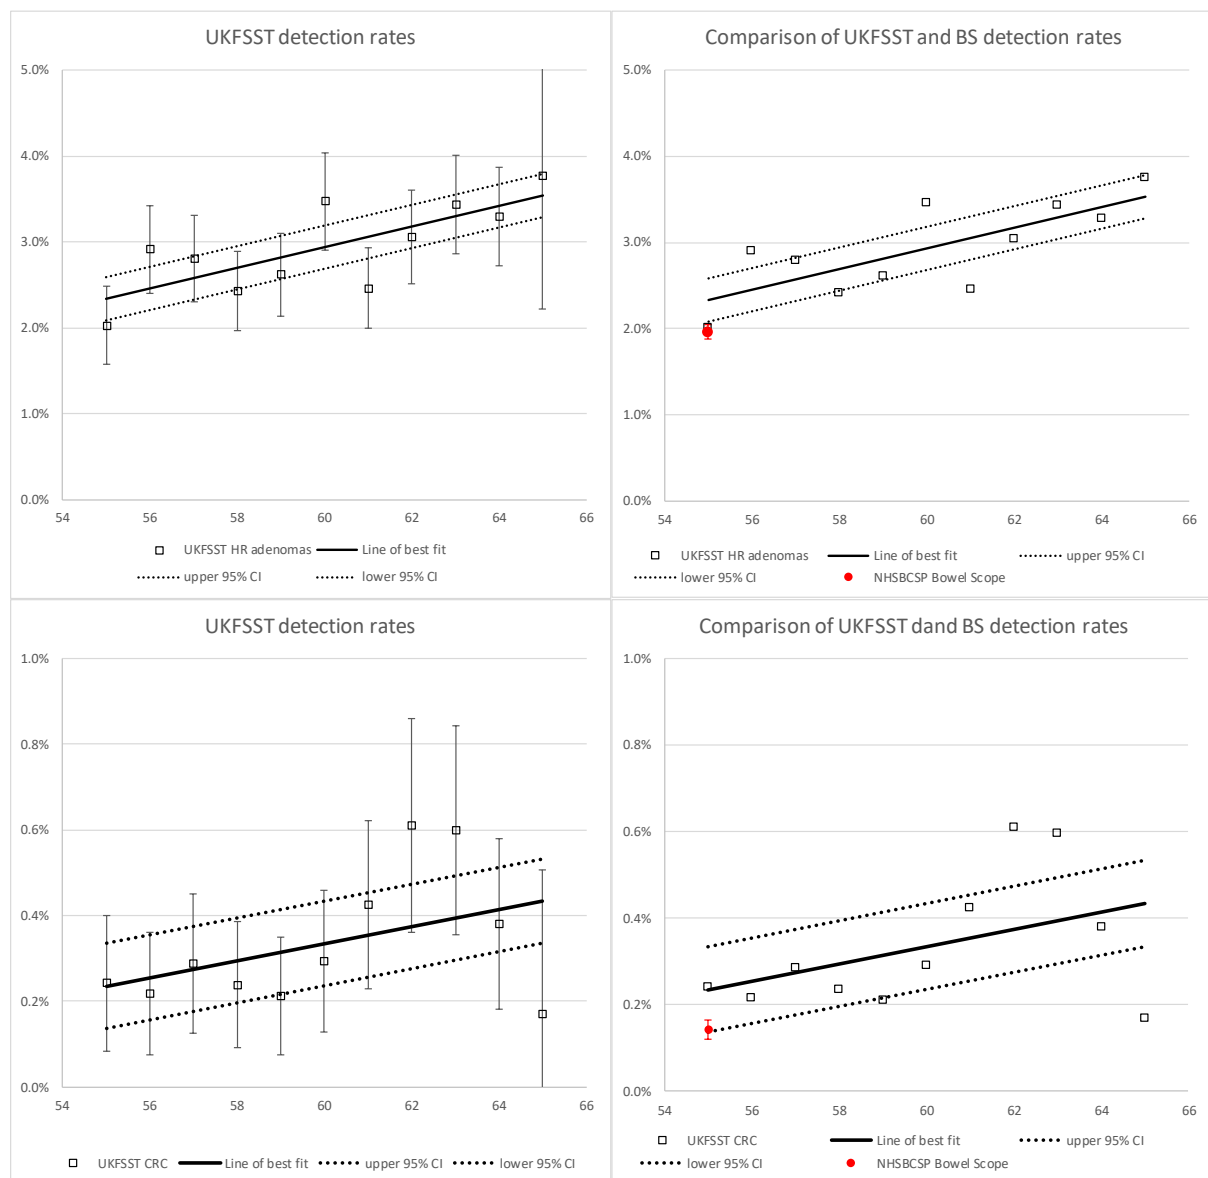 UKFSST detection rates
5.0%
4.0%
3.0%
2.0%
1.0%
0.0%
54 56 58 60 62 64 66
UKFSST HR adenomas Line of best fit
upper 95% CI lower 95% CI
Comparison of UKFSST and BS detection rates
5.0%
4.0%
3.0%
2.0%
1.0%
0.0%
54 56 58 60 62 64 66
UKFSST HR adenomas Line of best fit upper 95% CI
lower 95% CI NHSBCSP Bowel Scope
UKFSST detection rates
1.0%
0.8%
0.6%
0.4%
0.2%
0.0%
54 56 58 60 62 64 66
UKFSST CRC Line of best fit upper 95% CI lower 95% CI
Comparison of UKFSST dand BS detection rates
1.0%
0.8%
0.6%
0.4%
0.2%
0.0%
54 56 58 60 62 64 66
UKFSST CRC Line of best fit upper 95% CI
lower 95% CI NHSBCSP Bowel Scope